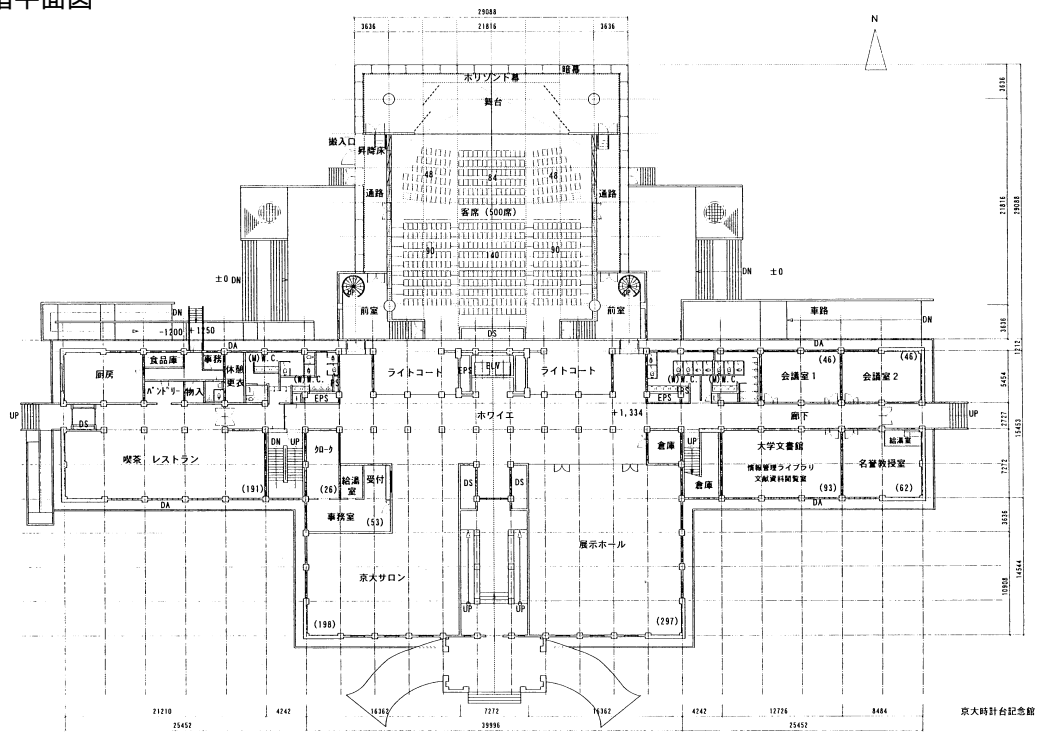 階平面図
29088
3636
21816
3636
N
暗幕
ホリゾント幕
舞台
搬入口
昇降床
通路
通路
48
84
48
客席 (500席)
90
140
90
3636
21816
29088
3636
±0
DN
DN
±0
前室
前室
DN
-1200
+1250
車路
DN
DS
DA
DA
厨房
食品庫
事務
休憩
更衣
パンドリー
物入
(M)W.C.
(M)W.C.
PS
EPS
ライトコート
EPS
ELV
ライトコート
(W)W.C.
(M)W.C.
EPS
会議室1
(46)
会議室2
(46)
1212
5454
2727
15453
7272
UP
DS
ホワイエ
+1,334
廊下
UP
喫茶 レストラン
(191)
DN
UP
クローク
(26)
給湯室
受付
事務室
(53)
DS
DS
倉庫
UP
倉庫
大学文書館
情報管理ライブラリ
文献資料閲覧室
(93)
給湯室
名誉教授室
(62)
DA
DA
京大サロン
(198)
展示ホール
(297)
UP
UP
3636
10908
14544
21210
4242
16362
7272
16362
4242
12726
8484
25452
39996
25452
京大時計台記念館